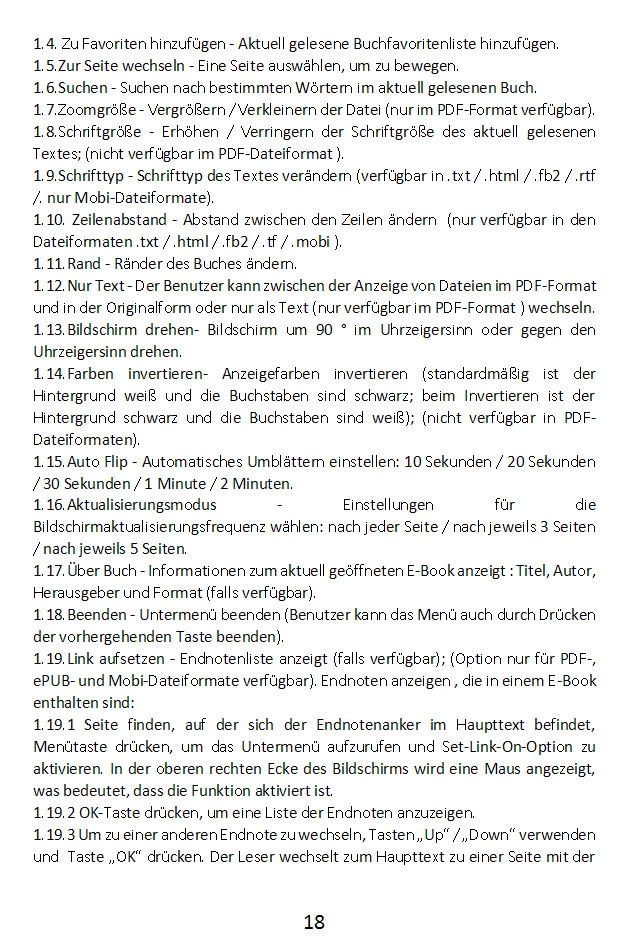 1.4. Zu Favoriten hinzufügen - Aktuell gelesene Buchfavoritenliste hinzufügen.
1.5.Zur Seite wechseln - Eine Seite auswählen, um zu bewegen.
1.6.Suchen - Suchen nach bestimmten Wörtern im aktuell gelesenen Buch.
1.7.Zoomgröße - Vergrößern / Verkleinern der Datei (nur im PDF-Format verfügbar).
1.8.Schriftgröße - Erhöhen / Verringern der Schriftgröße des aktuell gelesenen
Textes; (nicht verfügbar im PDF-Dateiformat ).
1.9.Schrifttyp - Schrifttyp des Textes verändern (verfügbar in .txt / .html / .fb2 / .rtf
/. nur Mobi-Dateiformate).
1.10. Zeilenabstand - Abstand zwischen den Zeilen ändern (nur verfügbar in den
Dateiformaten .txt / .html / .fb2 / .tf / . mobi ).
1.11. Rand - Ränder des Buches ändern.
1.12. Nur Text - Der Benutzer kann zwischen der Anzeige von Dateien im PDF-Format
und in der Originalform oder nur als Text (nur verfügbar im PDF-Format ) wechseln.
1.13. Bildschirm drehen- Bildschirm um 90 ° im Uhrzeigersinn oder gegen den
Uhrzeigersinn drehen.
1.14. Farben invertieren- Anzeigefarben invertieren (standardmäßig ist der
Hintergrund weiß und die Buchstaben sind schwarz; beim Invertieren ist der
Hintergrund schwarz und die Buchstaben sind weiß); (nicht verfügbar in PDF-
Dateiformaten).
1.15. Auto Flip - Automatisches Umblättern einstellen: 10 Sekunden / 20 Sekunden
/ 30 Sekunden / 1 Minute / 2 Minuten.
1.16. Aktualisierungsmodus - Einstellungen für die
Bildschirmaktualisierungsfrequenz wählen: nach jeder Seite / nach jeweils 3 Seiten
/ nach jeweils 5 Seiten.
1.17. Über Buch - Informationen zum aktuell geöffneten E-Book anzeigt : Titel, Autor,
Herausgeber und Format (falls verfügbar).
1.18. Beenden - Untermenü beenden (Benutzer kann das Menü auch durch Drücken
der vorhergehenden Taste beenden).
1.19. Link aufsetzen - Endnotenliste anzeigt (falls verfügbar); (Option nur für PDF-,
ePUB- und Mobi-Dateiformate verfügbar). Endnoten anzeigen , die in einem E-Book
enthalten sind:
1.19.1 Seite finden, auf der sich der Endnotenanker im Haupttext befindet,
Menütaste drücken, um das Untermenü aufzurufen und Set-Link-On-Option zu
aktivieren. In der oberen rechten Ecke des Bildschirms wird eine Maus angezeigt,
was bedeutet, dass die Funktion aktiviert ist.
1.19.2 OK-Taste drücken, um eine Liste der Endnoten anzuzeigen.
1.19.3 Um zu einer anderen Endnote zu wechseln, Tasten „Up“ / „Down“ verwenden
und Taste „OK“ drücken. Der Leser wechselt zum Haupttext zu einer Seite mit der
18